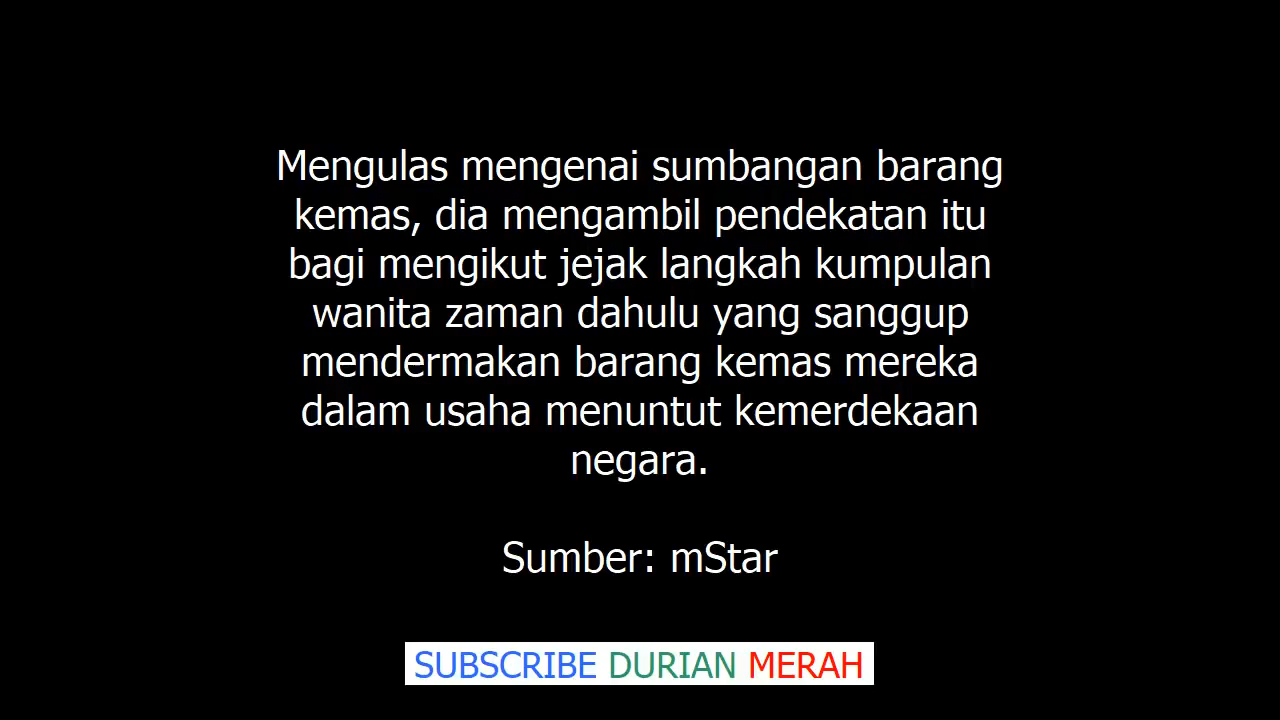 Mengulas mengenai sumbangan barang
kemas, dia mengambil pendekatan itu
bagi mengikut jejak langkah kumpulan
wanita zaman dahulu yang sanggup
mendermakan barang kemas mereka
dalam usaha menuntut kemerdekaan
negara.
Sumber: mStar
SUBSCRIBE DURIAN MERAH